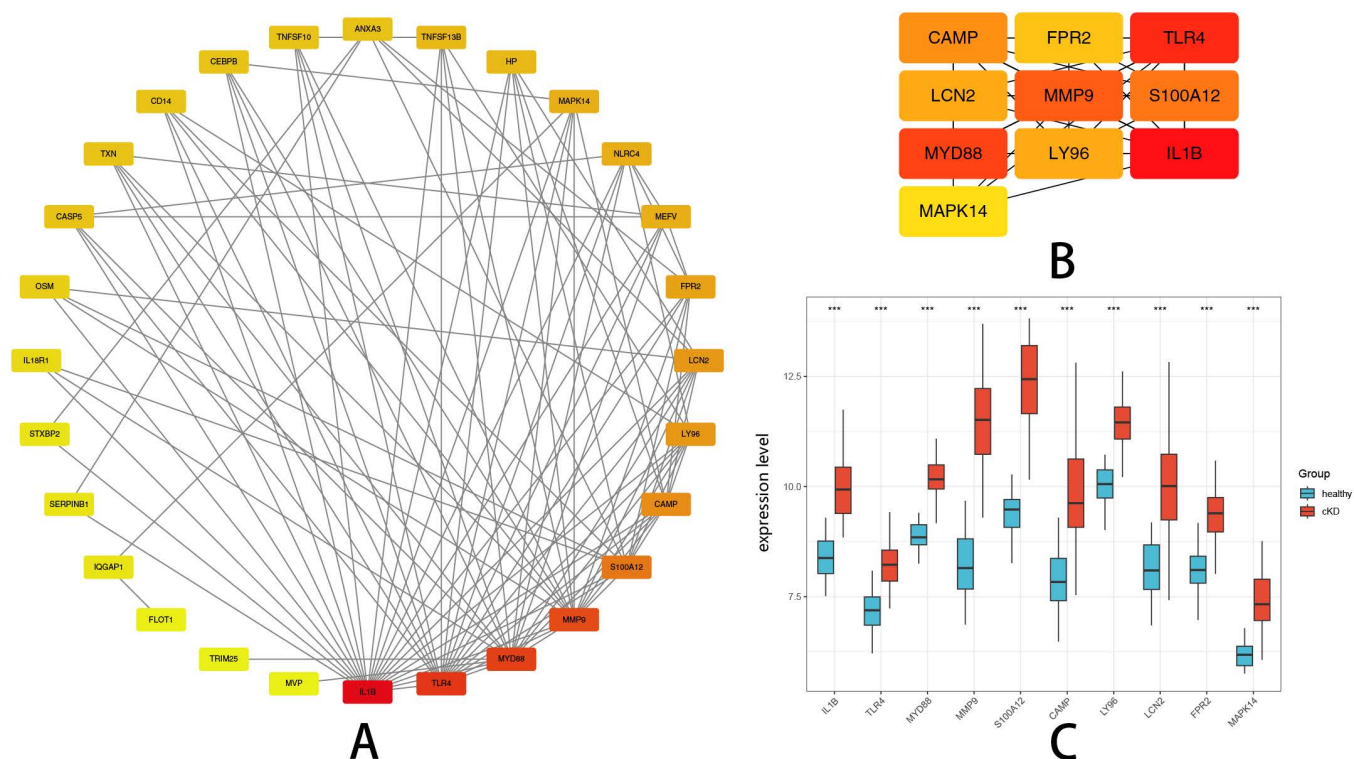 TNFSF10
ANXA3
TNFSF13B
CEBPB
HP
CD14
MAPK14
TXN
NLRC4
CASP5
MEFV
OSM
FPR2
IL18R1
LCN2
STXBP2
LY96
SERPINB1
CAMP
IQGAP1
S100A12
FLOT1
MMP9
TRIM25
MYD88
MVP
IL1B
TLR4
A
CAMP FPR2 TLR4
LCN2 MMP9 S100A12
MYD88 LY96 IL1B
MAPK14
B
*** *** *** *** *** *** *** *** *** ***
12.5
10.0
7.5
expression level
IL1B TLR4 MYD88 MMP9 S100A12 CAMP LY96 LCN2 FPR2 MAPK14
Group
healthy
cKD
C